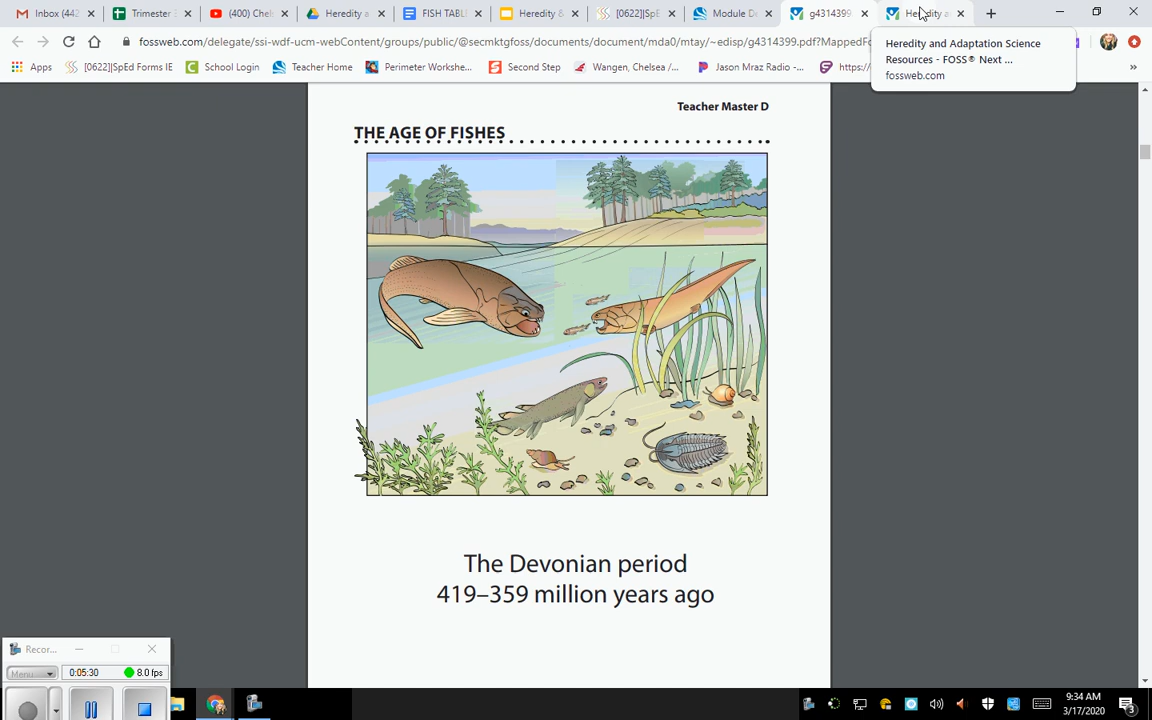 Inbox (442
Trimester
(400) Chel
Heredity a
FISH TABL
Heredity &
[0622]|SpE
Module De
g4314399
Heredity a
fossweb.com/delegate/ssi-wdf-ucm-webContent/groups/public/@secmktgfoss/documents/document/mda0/mtay/~edisp/g4314399.pdf?MappedFo
Heredity and Adaptation Science
Resources - FOSS® Next ...
fossweb.com
Apps
[0622]|SpEd Forms IE
School Login
Teacher Home
Perimeter Workshe...
Second Step
Wangen, Chelsea /...
Jason Mraz Radio -...
https:/
»
Teacher Master D
THE AGE OF FISHES
The Devonian period
419–359 million years ago
Recor...
Menu...
0:05:30
8.0 fps
9:34 AM
3/17/2020
3